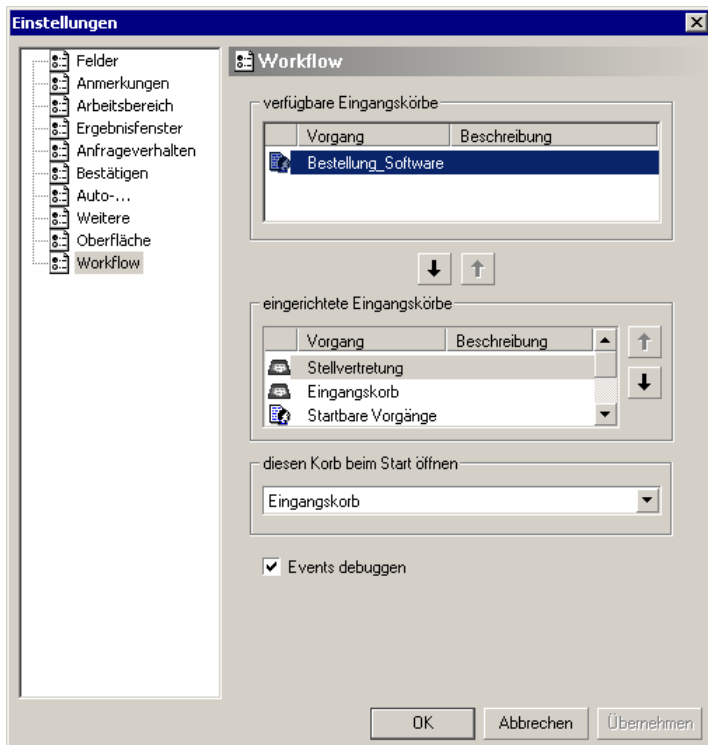 Einstellungen
Felder
Anmerkungen
Arbeitsbereich
Ergebnisfenster
Anfrageverhalten
Bestätigen
Auto-...
Weitere
Oberfläche
Workflow
Workflow
verfügbare Eingangskörbe
Vorgang Beschreibung
Bestellung_Software
eingerichtete Eingangskörbe
Vorgang Beschreibung
Stellvertretung
Eingangskorb
Startbare Vorgänge
diesen Korb beim Start öffnen
Eingangskorb
Events debuggen
OK Abbrechen Übernehmen